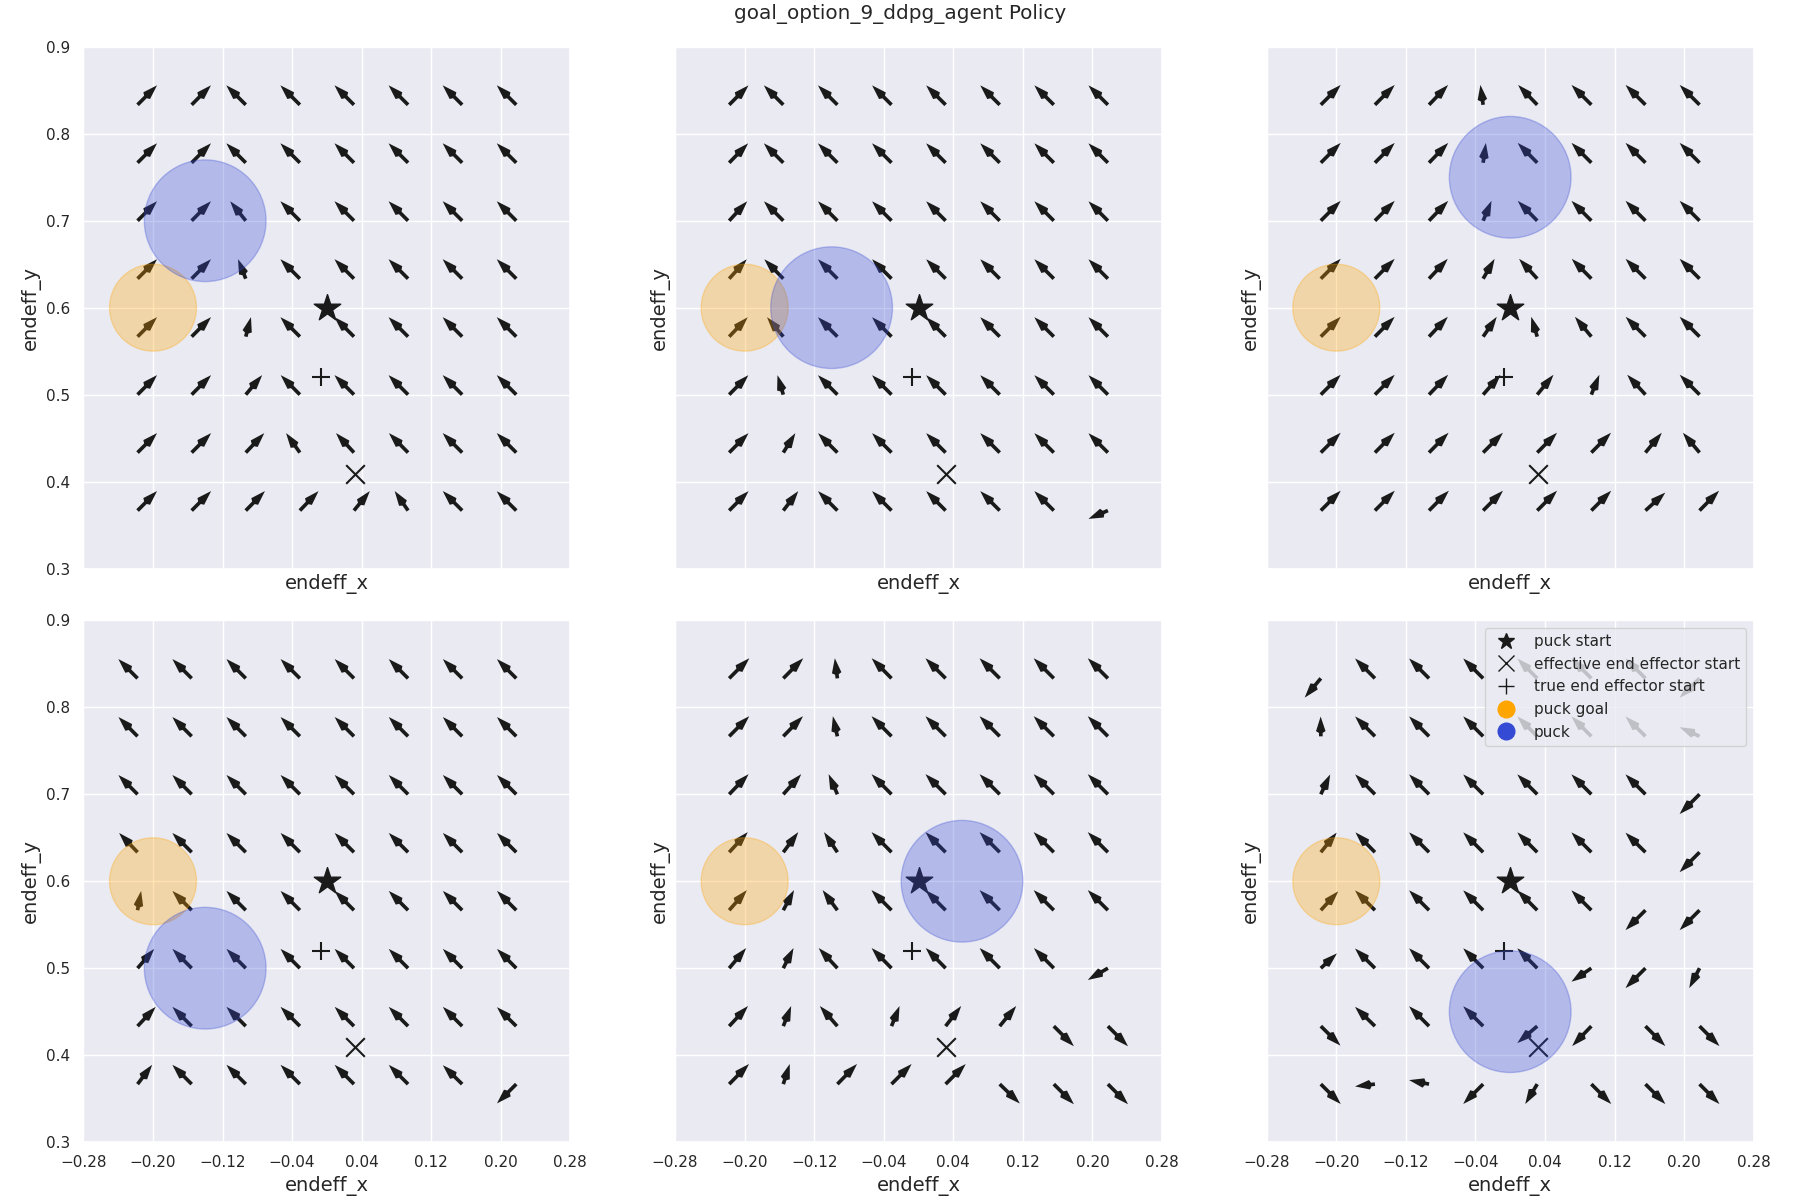 goal_option_9_ddpg_agent Policy
0.9
0.8
0.7
0.6
0.5
0.4
0.3
endeff_y
endeff_x
endeff_y
endeff_x
endeff_y
endeff_x
0.9
0.8
0.7
0.6
0.5
0.4
0.3
endeff_y
−0.28 −0.20 −0.12 −0.04 0.04 0.12 0.20 0.28
endeff_x
endeff_y
−0.28 −0.20 −0.12 −0.04 0.04 0.12 0.20 0.28
endeff_x
puck start
effective end effector start
true end effector start
puck goal
puck
endeff_y
−0.28 −0.20 −0.12 −0.04 0.04 0.12 0.20 0.28
endeff_x